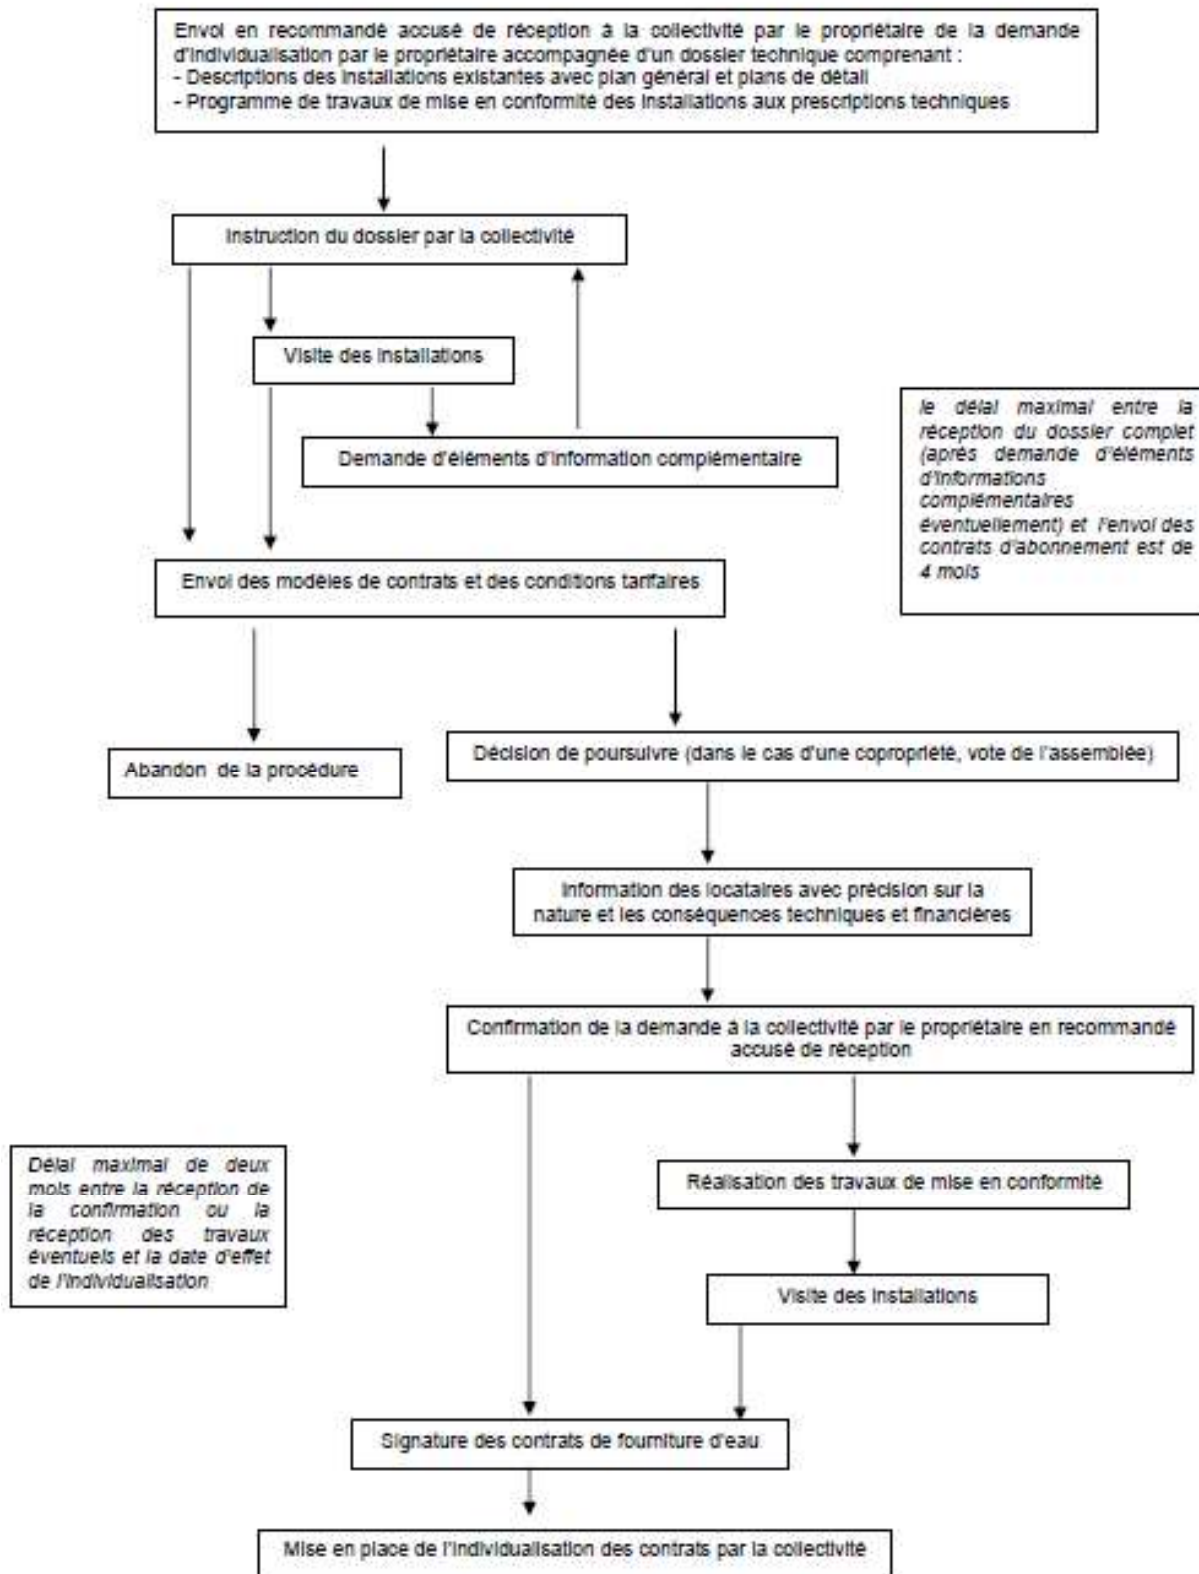 Envoi en recommandé accusé de réception à la collectivité par le propriétaire de la demande
d'individualisation par le propriétaire accompagnée d'un dossier technique comprenant :
- Descriptions des installations existantes avec plan général et plans de détail
- Programme de travaux de mise en conformité des installations aux prescriptions techniques
Instruction du dossier par la collectivité
Visite des installations
Demande d'éléments d'information complémentaire
le délai maximal entre la
réception du dossier complet
(après demande d'éléments
d'informations
complémentaires
éventuellement) et l'envoi des
contrats d'abonnement est de
4 mois
Envoi des modèles de contrats et des conditions tarifaires
Abandon de la procédure
Décision de poursuivre (dans le cas d'une copropriété, vote de l'assemblée)
Information des locataires avec précision sur la
nature et les conséquences techniques et financières
Confirmation de la demande à la collectivité par le propriétaire en recommandé
accusé de réception
Délai maximal de deux
mois entre la réception de
la confirmation ou la
réception des travaux
éventuels et la date d'effet
de l'individualisation
Réalisation des travaux de mise en conformité
Visite des installations
Signature des contrats de fourniture d'eau
Mise en place de l'individualisation des contrats par la collectivité